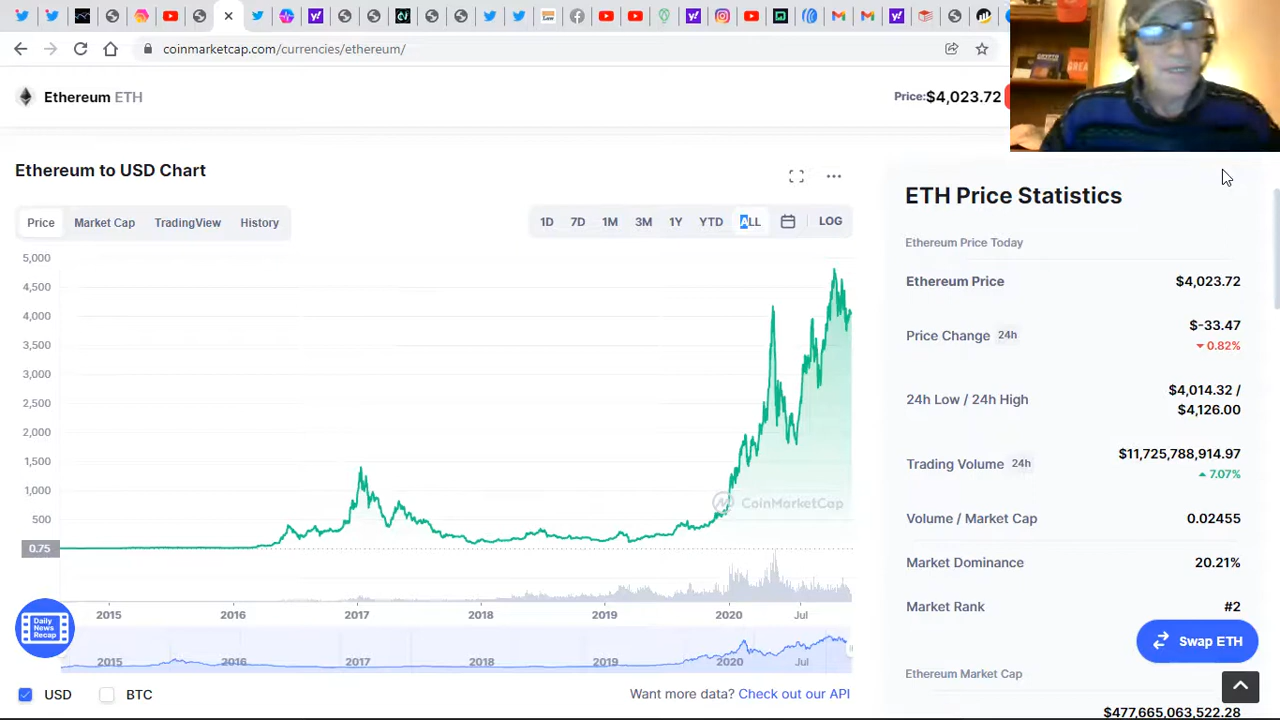 coinmarketcap.com/currencies/ethereum/
Ethereum ETH
Price:$4,023.72
Ethereum to USD Chart
Price Market Cap TradingView History
1D 7D 1M 3M 1Y YTD ALL LOG
5,000
4,500
4,000
3,500
3,000
2,500
2,000
1,500
1,000
500
0.75
CoinMarketCap
2015 2016 2017 2018 2019 2020 Jul
2015 2016 2017 2018 2019 2020 Jul
Daily
News
Recap
USD BTC
Want more data? Check out our API
ETH Price Statistics
Ethereum Price Today
Ethereum Price $4,023.72
Price Change 24h $-33.47
0.82%
24h Low / 24h High $4,014.32 /
$4,126.00
Trading Volume 24h $11,725,788,914.97
7.07%
Volume / Market Cap 0.02455
Market Dominance 20.21%
Market Rank #2
Swap ETH
Ethereum Market Cap
$477,665,063,522.28